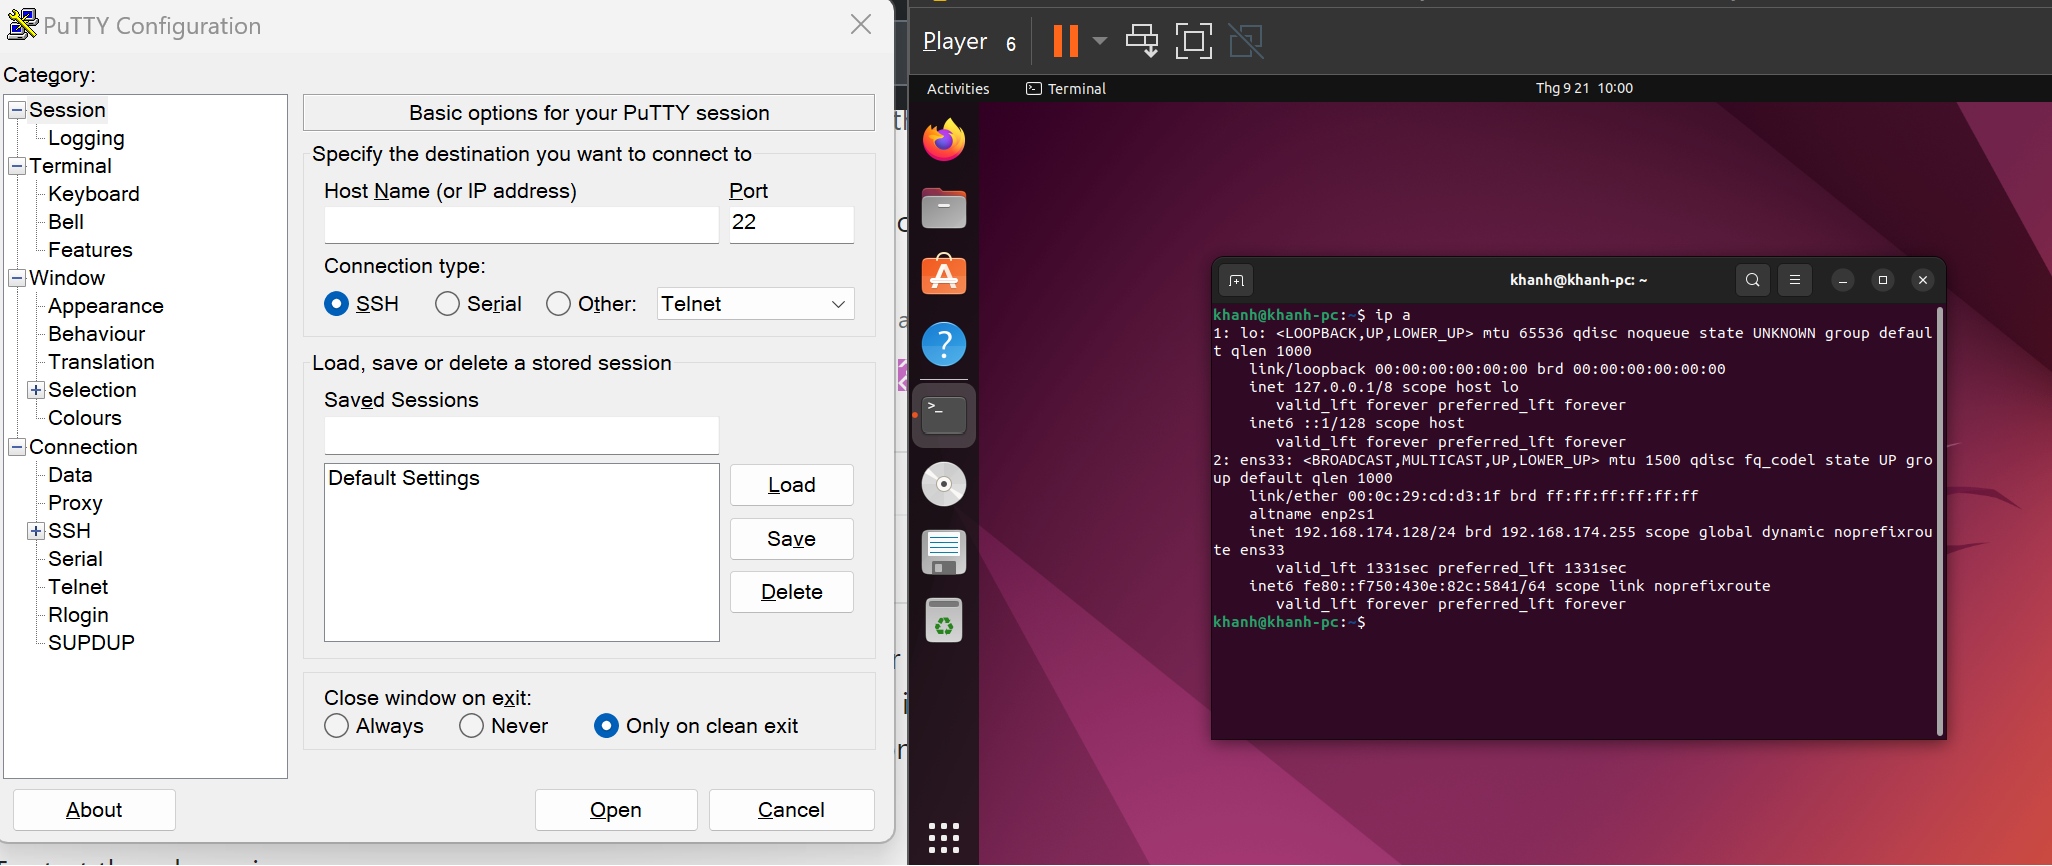 PuTTY Configuration
Category:
Session
Logging
Terminal
Keyboard
Bell
Features
Window
Appearance
Behaviour
Translation
Selection
Colours
Connection
Data
Proxy
SSH
Serial
Telnet
Rlogin
SUPDUP
Basic options for your PuTTY session
Specify the destination you want to connect to
Host Name (or IP address) Port
22
Connection type:
SSH Serial Other: Telnet
Load, save or delete a stored session
Saved Sessions
Default Settings
Load
Save
Delete
Close window on exit:
Always Never Only on clean exit
About Open Cancel
Player 6
Activities Terminal Thg 9 21 10:00
khanh@khanh-pc: ~
khanh@khanh-pc:~$ ip a
1: lo: <LOOPBACK,UP,LOWER_UP> mtu 65536 qdisc noqueue state UNKNOWN group defaul
t qlen 1000
link/loopback 00:00:00:00:00:00 brd 00:00:00:00:00:00
inet 127.0.0.1/8 scope host lo
valid_lft forever preferred_lft forever
inet6 ::1/128 scope host
valid_lft forever preferred_lft forever
2: ens33: <BROADCAST,MULTICAST,UP,LOWER_UP> mtu 1500 qdisc fq_codel state UP gro
up default qlen 1000
link/ether 00:0c:29:cd:d3:1f brd ff:ff:ff:ff:ff:ff
altname enp2s1
inet 192.168.174.128/24 brd 192.168.174.255 scope global dynamic noprefixrou
te ens33
valid_lft 1331sec preferred_lft 1331sec
inet6 fe80::f750:430e:82c:5841/64 scope link noprefixroute
valid_lft forever preferred_lft forever
khanh@khanh-pc:~$